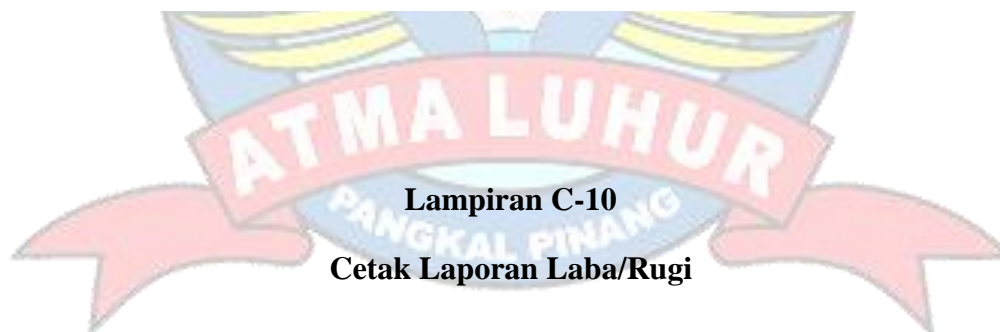 ATMA LUHUR
Lampiran C-10
PANGKAL PINANG
Cetak Laporan Laba/Rugi